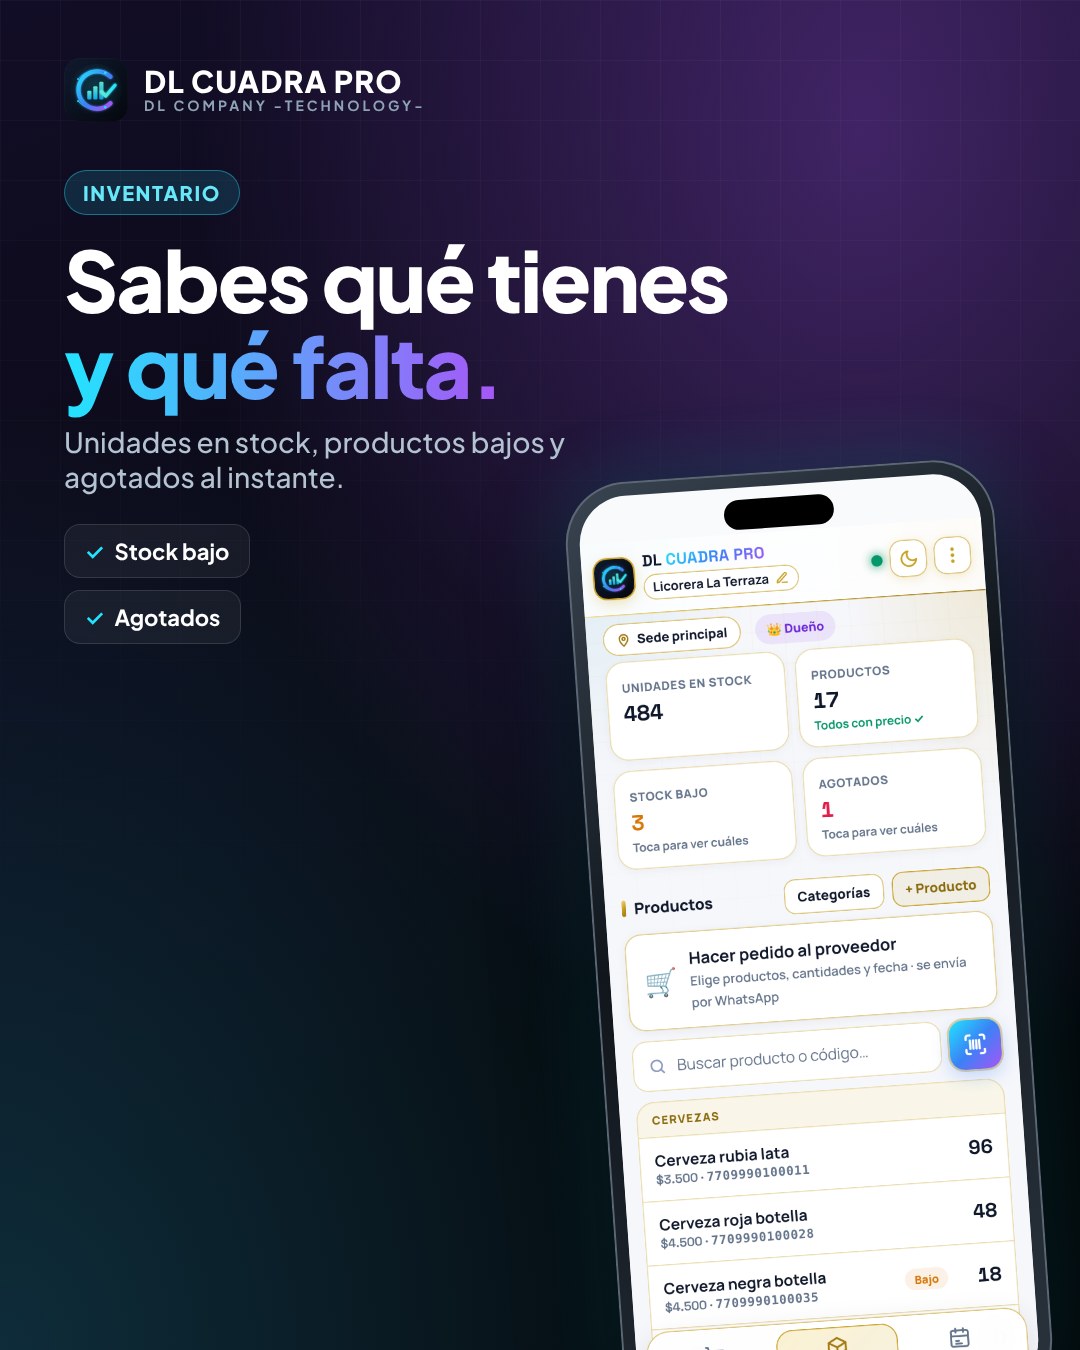 DL CUADRA PRO
DL COMPANY -TECHNOLOGY-
INVENTARIO
Sabes qué tienes
y qué falta.
Unidades en stock, productos bajos y
agotados al instante.
Stock bajo
Agotados
DL CUADRA PRO
Licorera La Terraza
Sede principal
Dueño
UNIDADES EN STOCK
484
PRODUCTOS
17
Todos con precio ✓
STOCK BAJO
3
Toca para ver cuáles
AGOTADOS
1
Toca para ver cuáles
Productos
Categorías
+ Producto
Hacer pedido al proveedor
Elige productos, cantidades y fecha · se envía
por WhatsApp
Buscar producto o código...
CERVEZAS
Cerveza rubia lata
$3.500 · 7709990100011
96
Cerveza roja botella
$4.500 · 7709990100028
48
Cerveza negra botella
$4.500 · 7709990100035
Bajo
18